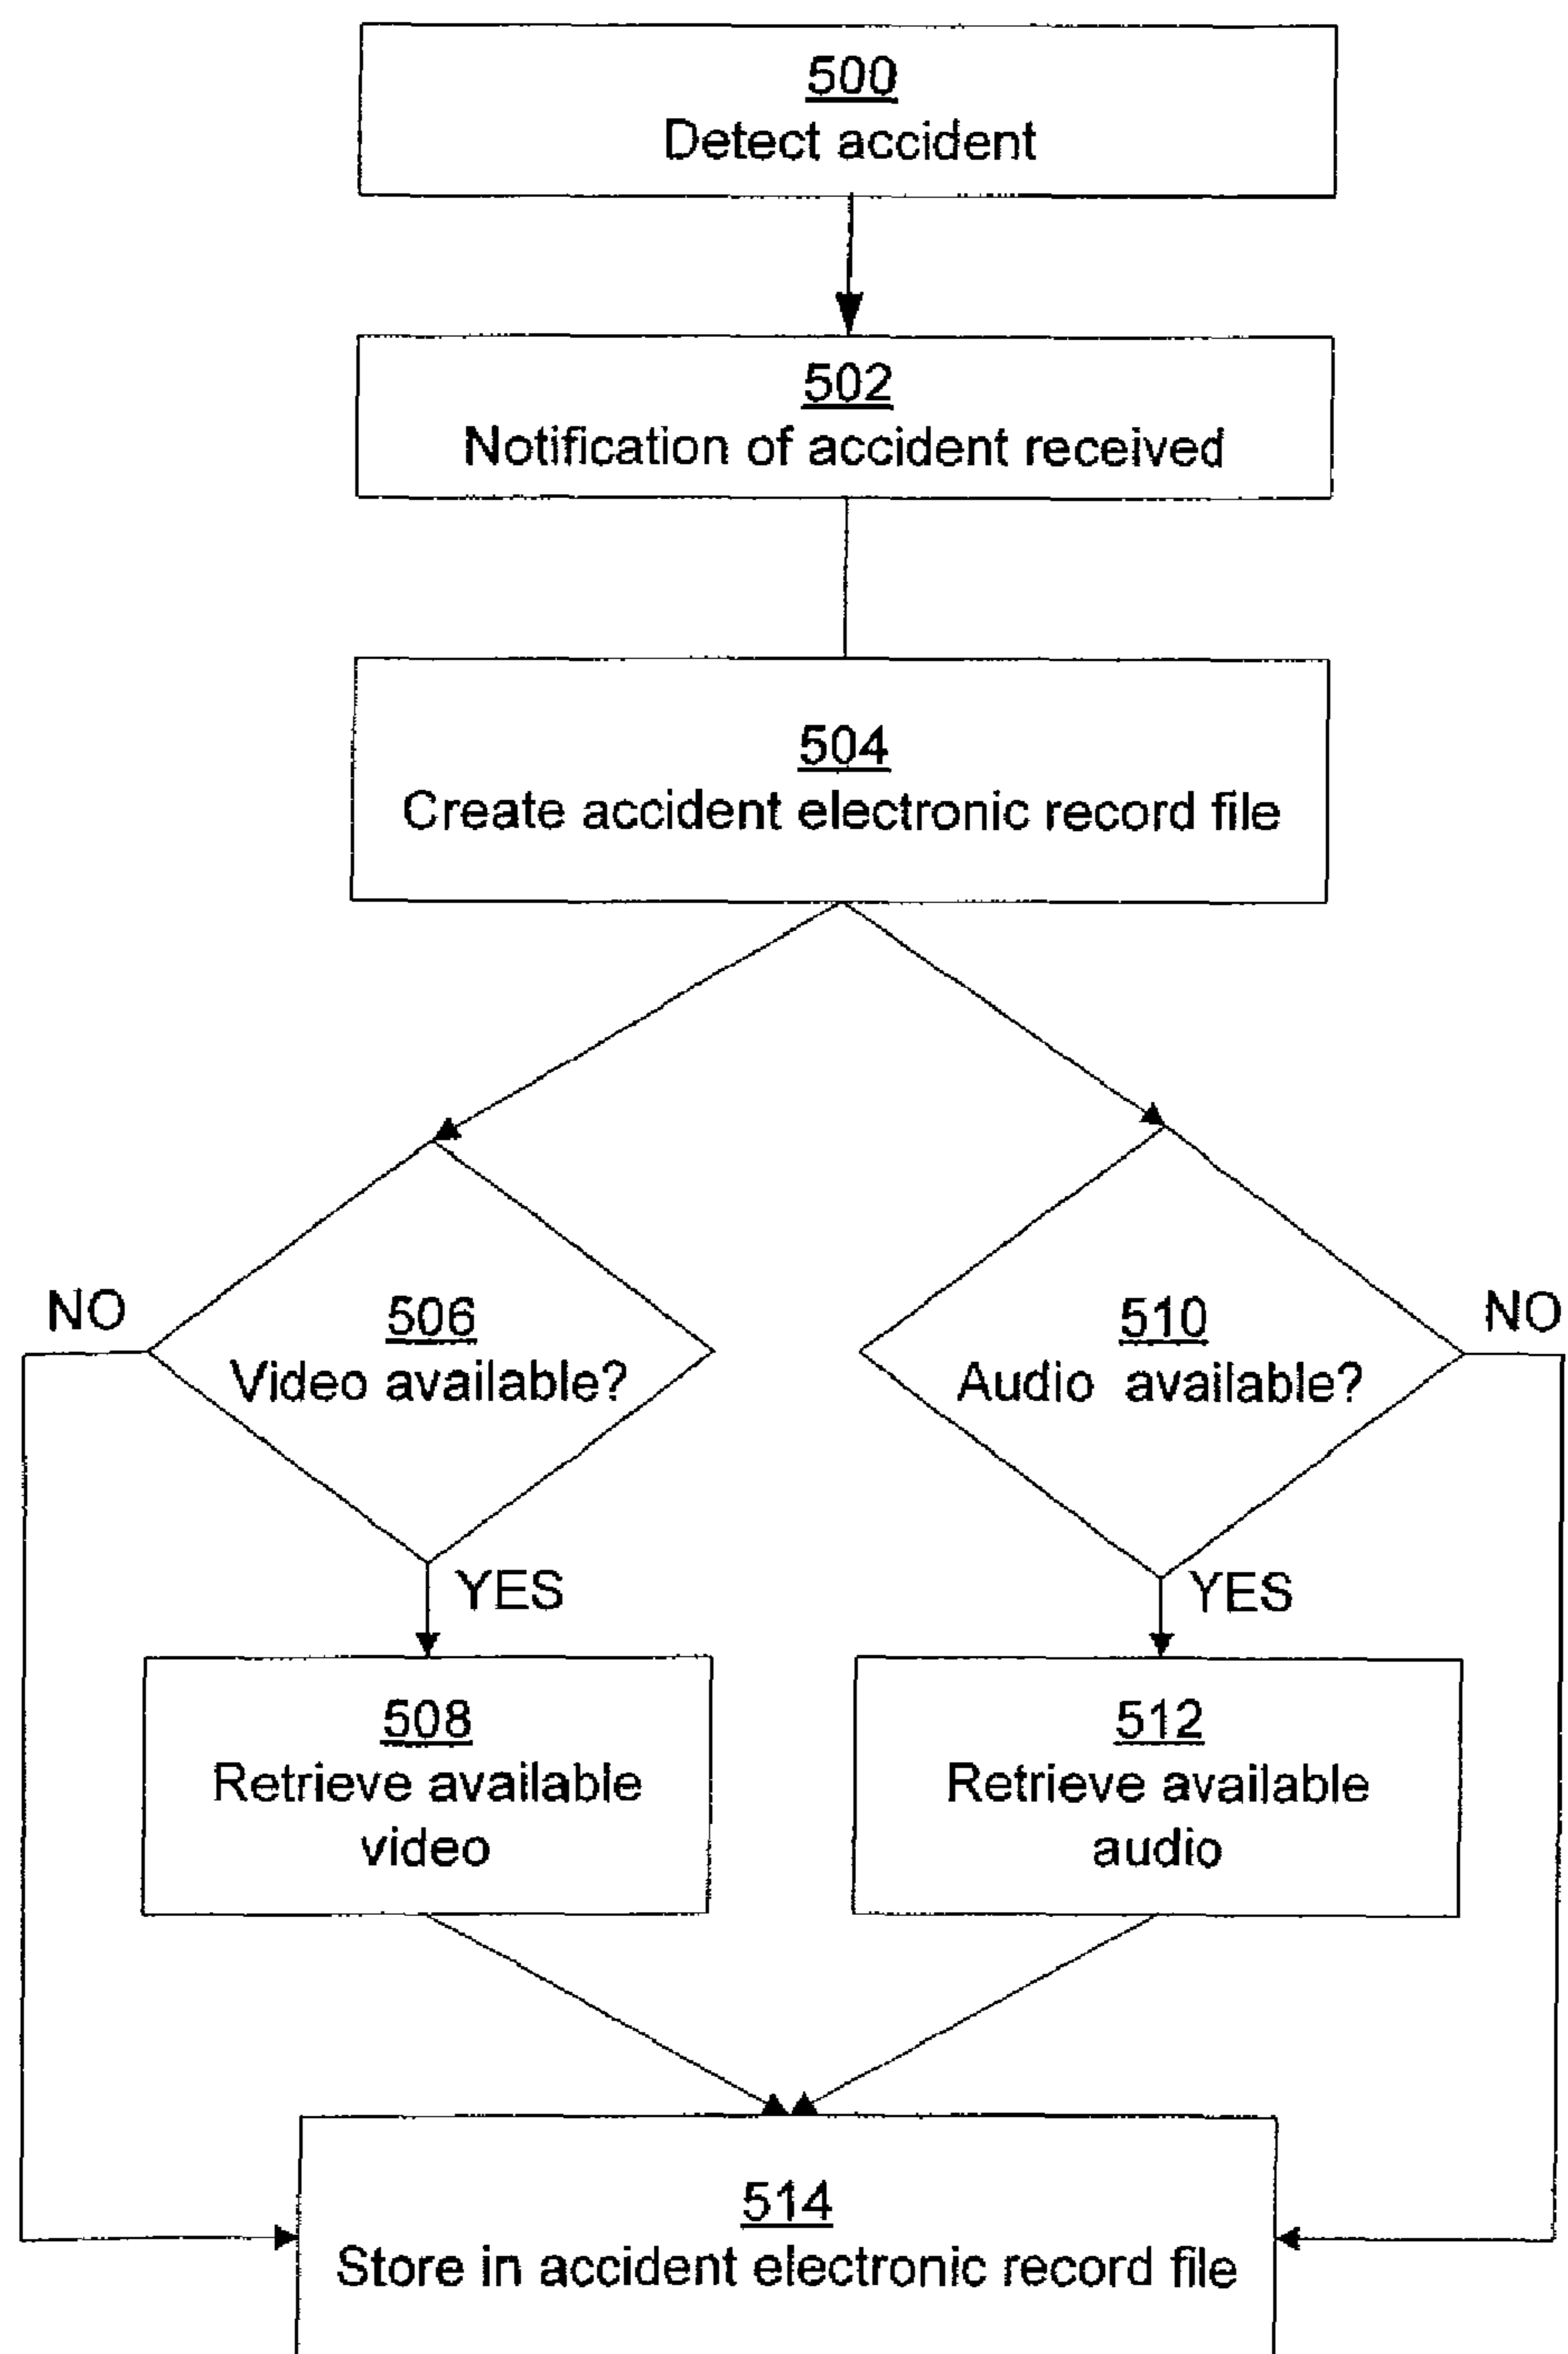 500
Detect accident
502
Notification of accident received
504
Create accident electronic record file
NO
506
Video available?
510
Audio available?
NO
YES
YES
508
Retrieve available
video
512
Retrieve available
audio
514
Store in accident electronic record file